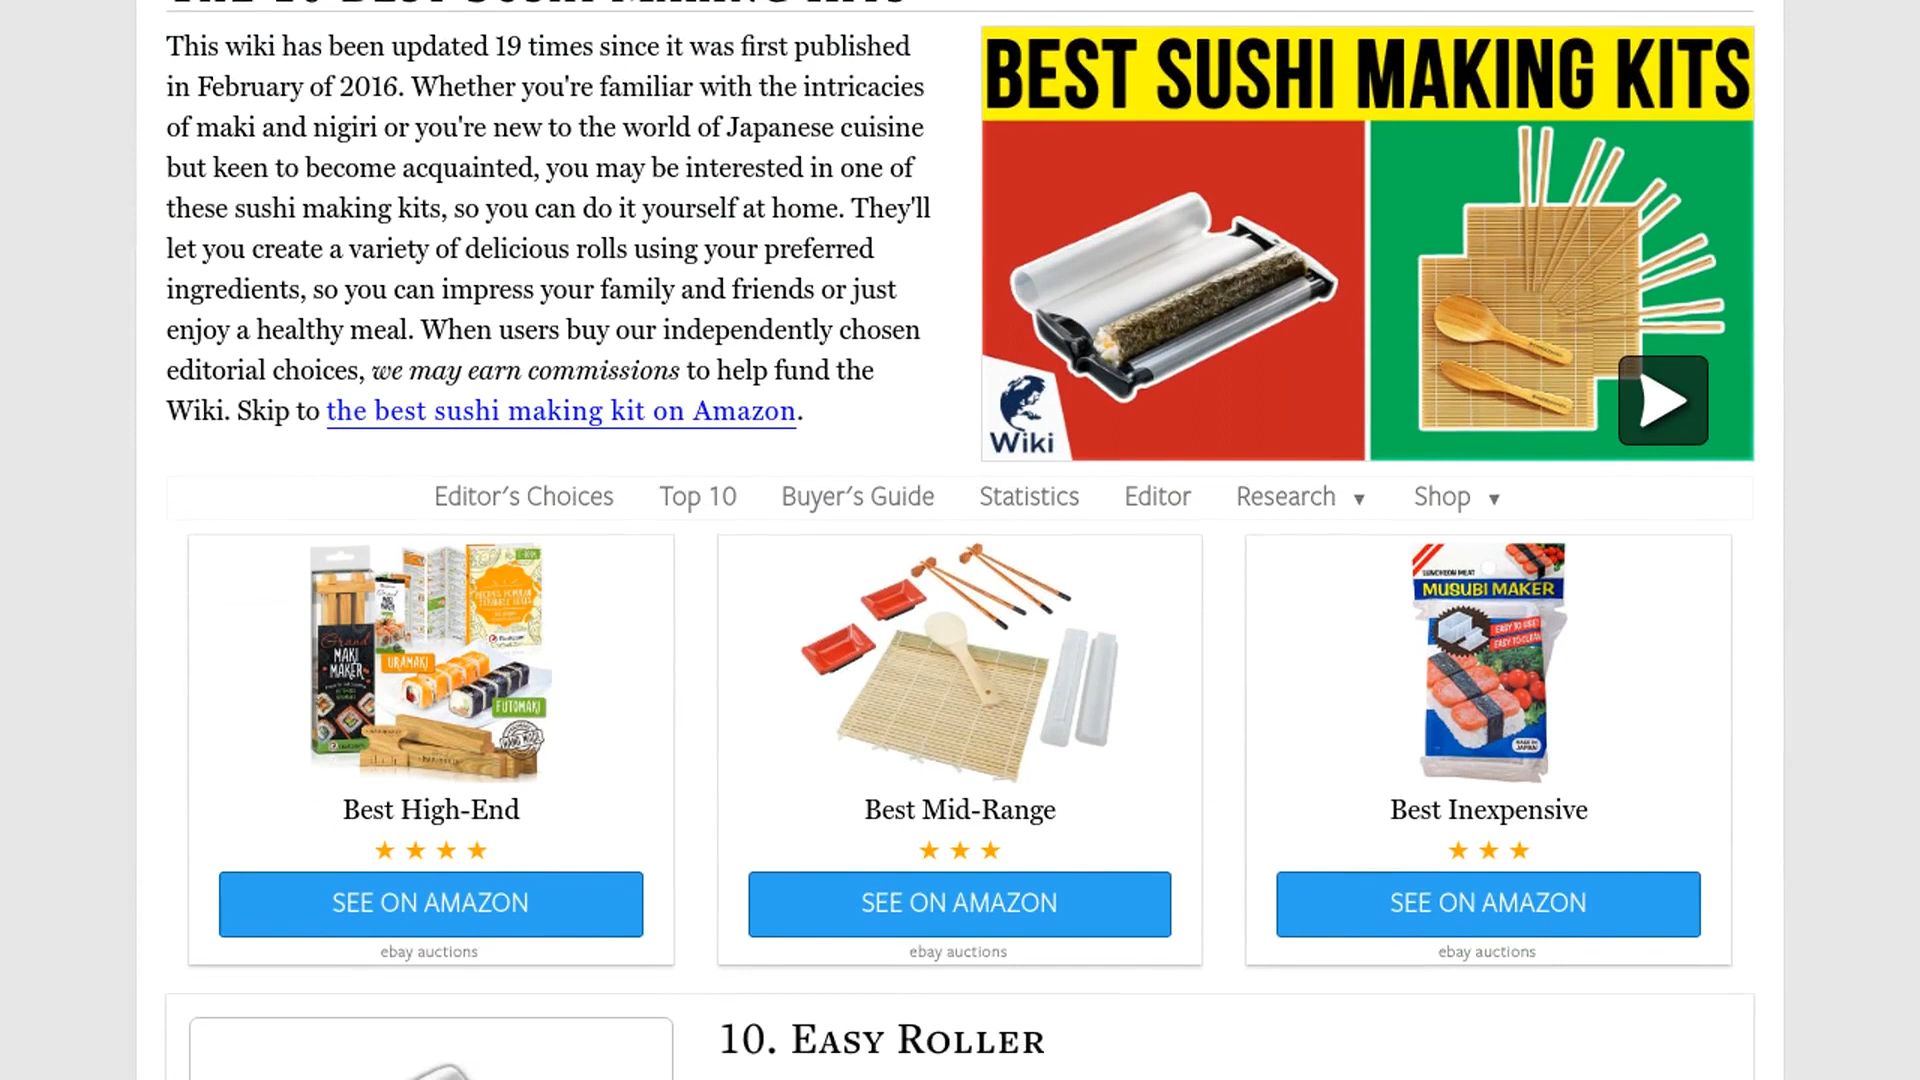 THE 10 BEST SUSHI MAKING KITS
This wiki has been updated 19 times since it was first published
in February of 2016. Whether you're familiar with the intricacies
of maki and nigiri or you're new to the world of Japanese cuisine
but keen to become acquainted, you may be interested in one of
these sushi making kits, so you can do it yourself at home. They'll
let you create a variety of delicious rolls using your preferred
ingredients, so you can impress your family and friends or just
enjoy a healthy meal. When users buy our independently chosen
editorial choices, we may earn commissions to help fund the
Wiki. Skip to the best sushi making kit on Amazon.
BEST SUSHI MAKING KITS
Wiki
Editor's Choices Top 10 Buyer's Guide Statistics Editor Research ▼ Shop ▼
Grand
MAKI
MAKER
URAMAKI
FUTOMAKI
Best High-End
★ ★ ★ ★
SEE ON AMAZON
ebay auctions
Best Mid-Range
★ ★ ★
SEE ON AMAZON
ebay auctions
LUNCHEON MEAT
MUSUBI MAKER
EASY TO USE!
EASY TO CLEAN!
MADE IN
JAPAN
Best Inexpensive
★ ★ ★
SEE ON AMAZON
ebay auctions
10. EASY ROLLER